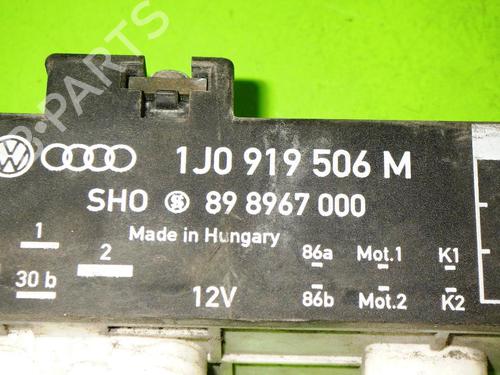 B-PARTS
1J0 919 506 M
SHO 89 8967 000
Made in Hungary
1 2 86a Mot.1 K1
30 b 12V 86b Mot.2 K2